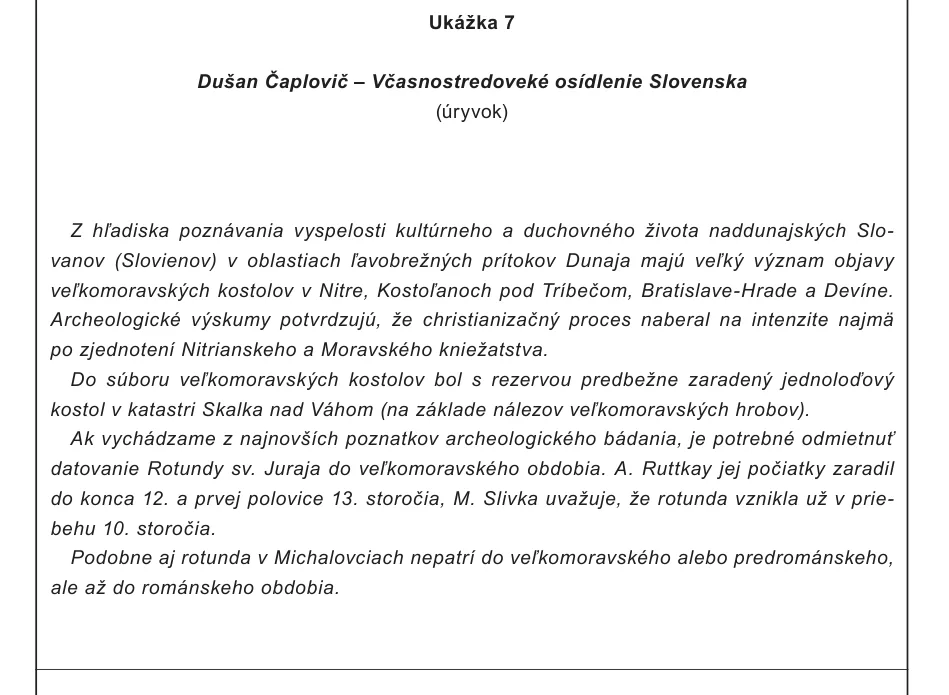 Ukážka 7
Dušan Čaplovič – Včasnostredoveké osídlenie Slovenska
(úryvok)
Z hľadiska poznávania vyspelosti kultúrneho a duchovného života naddunajských Slo-
vanov (Slovienov) v oblastiach ľavobrežných prítokov Dunaja majú veľký význam objavy
veľkomoravských kostolov v Nitre, Kostoľanoch pod Tríbečom, Bratislave-Hrade a Devíne.
Archeologické výskumy potvrdzujú, že christianizačný proces naberal na intenzite najmä
po zjednotení Nitrianskeho a Moravského kniežatstva.
Do súboru veľkomoravských kostolov bol s rezervou predbežne zaradený jednoloďový
kostol v katastri Skalka nad Váhom (na základe nálezov veľkomoravských hrobov).
Ak vychádzame z najnovších poznatkov archeologického bádania, je potrebné odmietnuť
datovanie Rotundy sv. Juraja do veľkomoravského obdobia. A. Ruttkay jej počiatky zaradil
do konca 12. a prvej polovice 13. storočia, M. Slivka uvažuje, že rotunda vznikla už v prie-
behu 10. storočia.
Podobne aj rotunda v Michalovciach nepatrí do veľkomoravského alebo predrománskeho,
ale až do románskeho obdobia.